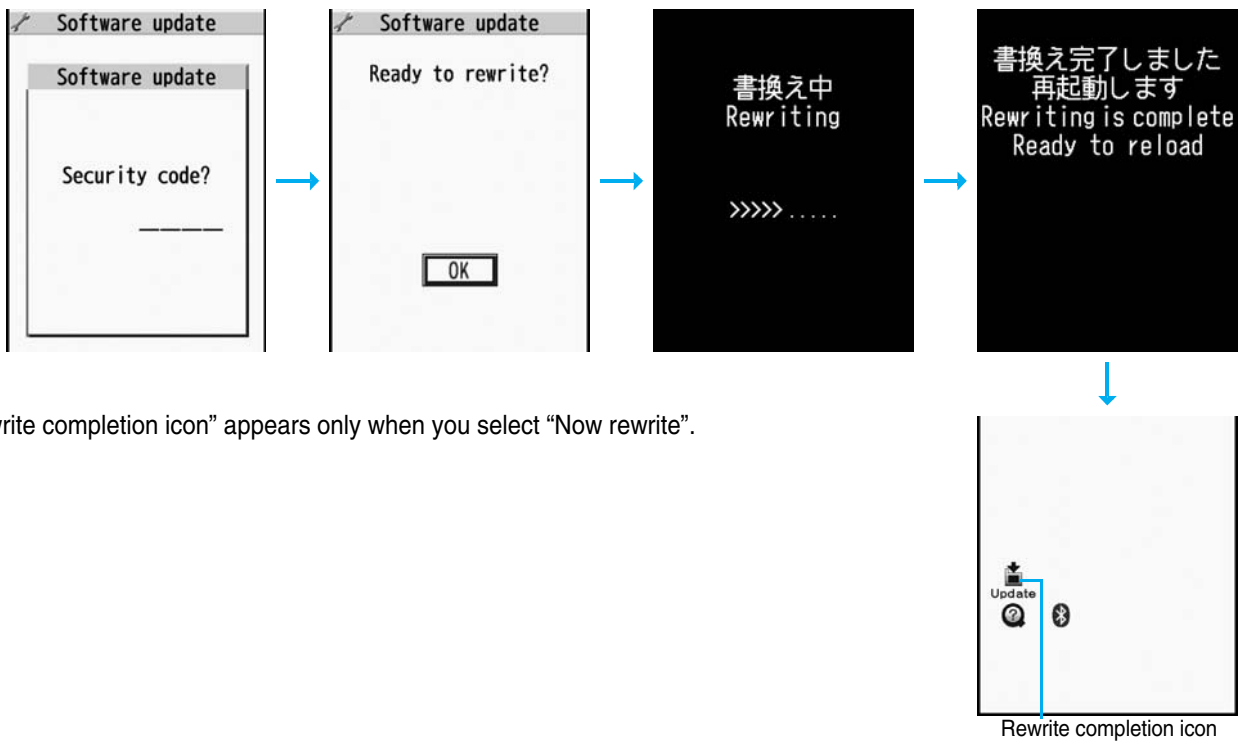 Software update
Software update
Security code?
Software update
Ready to rewrite?
OK
書換え中
Rewriting
>>>>>.....
書換え完了しました
再起動します
Rewriting is complete
Ready to reload
completion icon” appears only when you select “Now rewrite”.
Update
Rewrite completion icon